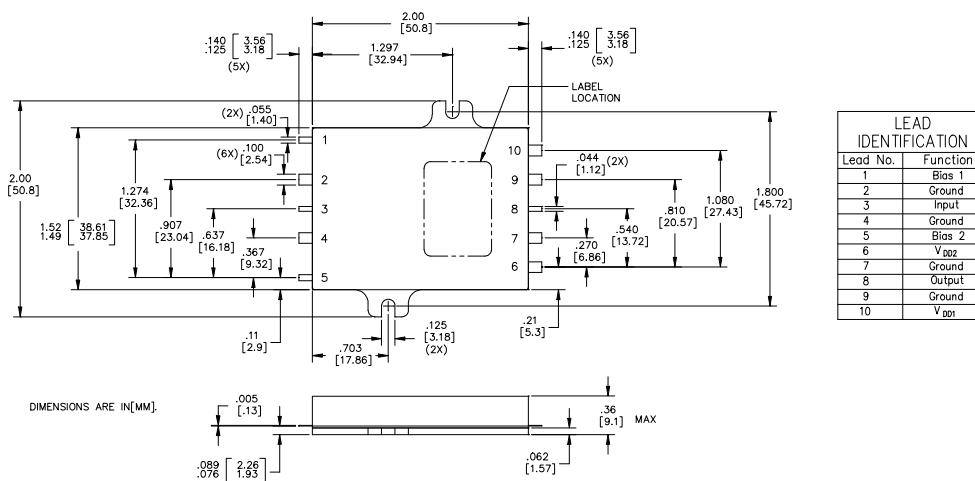 2.00
[50.8]
.140 [ 3.56
.125 [ 3.18
(5X)
1.297
[32.94]
.140 [ 3.56
.125 [ 3.18
(5X)
LABEL
LOCATION
(2X) .055
[1.40]
(6X) .100
[2.54]
2.00
[50.8]
1.52 [ 38.61
1.49 [ 37.85
1.274
[32.36]
.907
[23.04]
.637
[16.18]
.367
[9.32]
1
2
3
4
5
10
9
8
7
6
.044 (2X)
[1.12]
.270
[6.86]
.540
[13.72]
.810
[20.57]
1.080
[27.43]
1.800
[45.72]
.11
[2.9]
.125
[3.18]
(2X)
.703
[17.86]
.21
[5.3]
DIMENSIONS ARE IN[MM].
.005
[.13]
.089 [ 2.26
.076 [ 1.93
.36 MAX
[9.1]
.062
[1.57]
LEAD
IDENTIFICATION
Lead No. Function
1 Bias 1
2 Ground
3 Input
4 Ground
5 Bias 2
6 VDD2
7 Ground
8 Output
9 Ground
10 VDD1